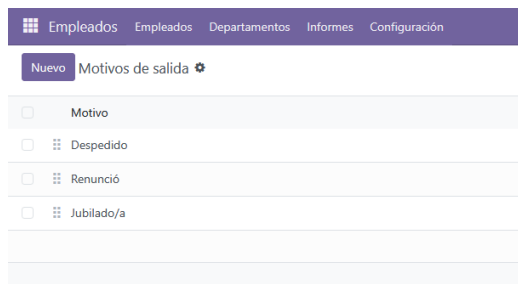 Empleados Empleados Departamentos Informes Configuración
Nuevo Motivos de salida
Motivo
Despedido
Renunció
Jubilado/a